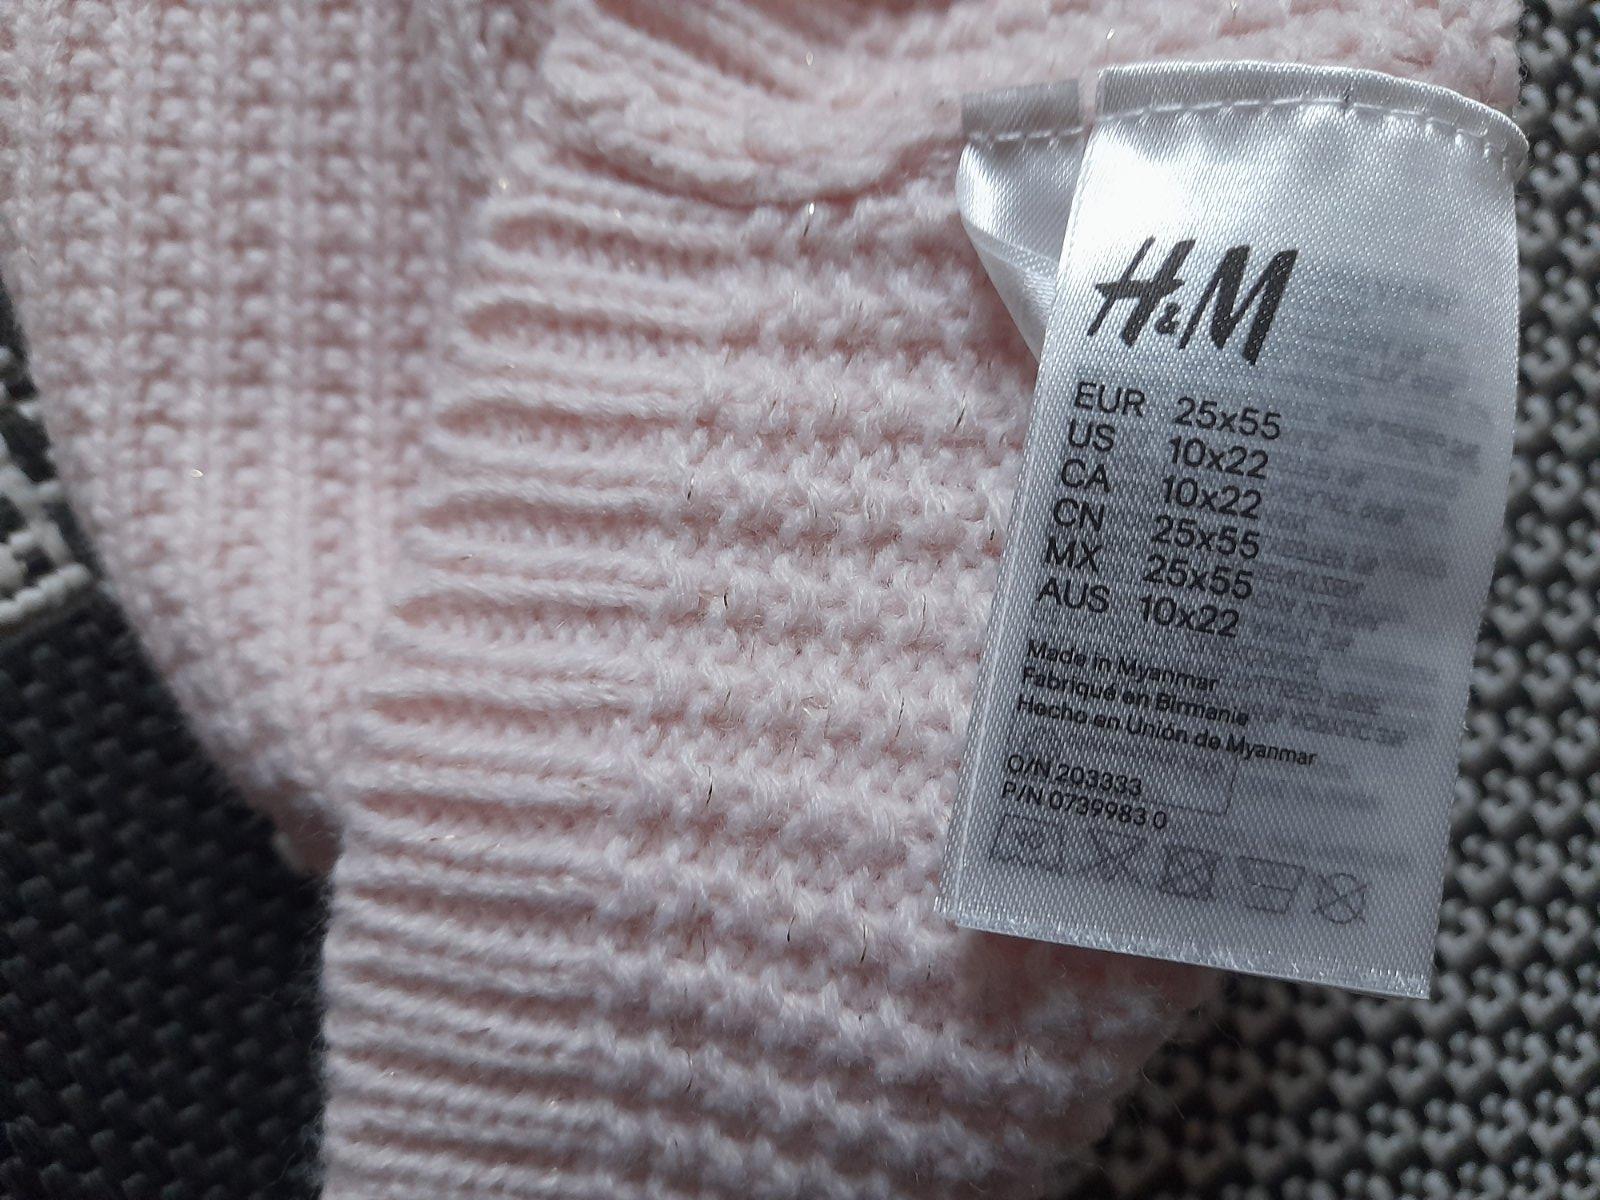 H&M
EUR 25x55
US 10x22
CA 10x22
CN 25x55
MX 25x55
AUS 10x22
Made in Myanmar
Fabriqué en Birmanie
Hecho en Unión de Myanmar
O/N 203333
P/N 0739983 0